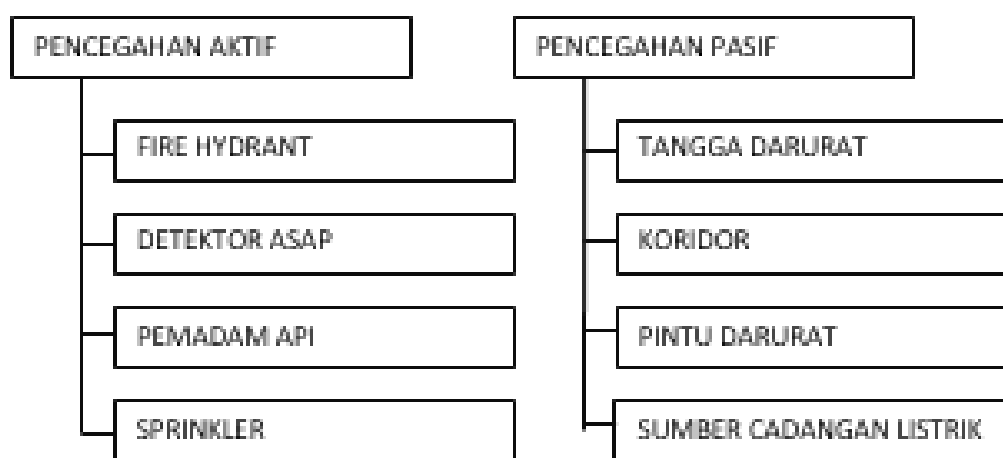 PENCEGAHAN AKTIF
FIRE HYDRANT
DETEKTOR ASAP
PEMADAM API
SPRINKLER
PENCEGAHAN PASIF
TANGGA DARURAT
KORIDOR
PINTU DARURAT
SUMBER CADANGAN LISTRIK